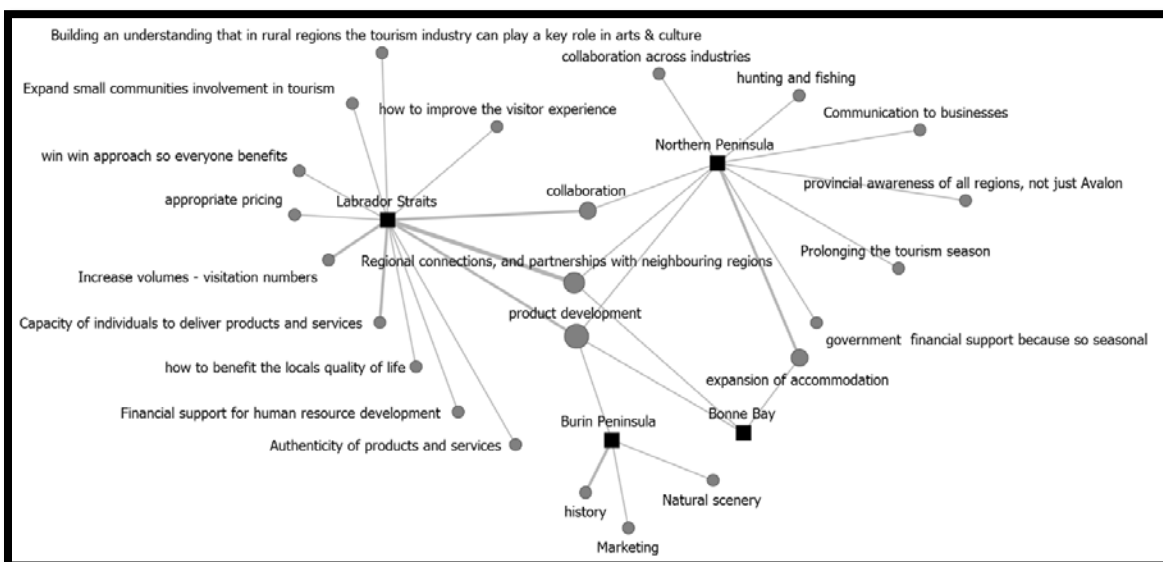 Building an understanding that in rural regions the tourism industry can play a key role in arts & culture
collaboration across industries
hunting and fishing
Expand small communities involvement in tourism
how to improve the visitor experience
Communication to businesses
Northern Peninsula
win win approach so everyone benefits
provincial awareness of all regions, not just Avalon
collaboration
appropriate pricing
Labrador Straits
Prolonging the tourism season
Regional connections, and partnerships with neighbouring regions
Increase volumes - visitation numbers
product development
Capacity of individuals to deliver products and services
government  financial support because so seasonal
how to benefit the locals quality of life
expansion of accommodation
Financial support for human resource development
Bonne Bay
Burin Peninsula
Authenticity of products and services
Natural scenery
history
Marketing